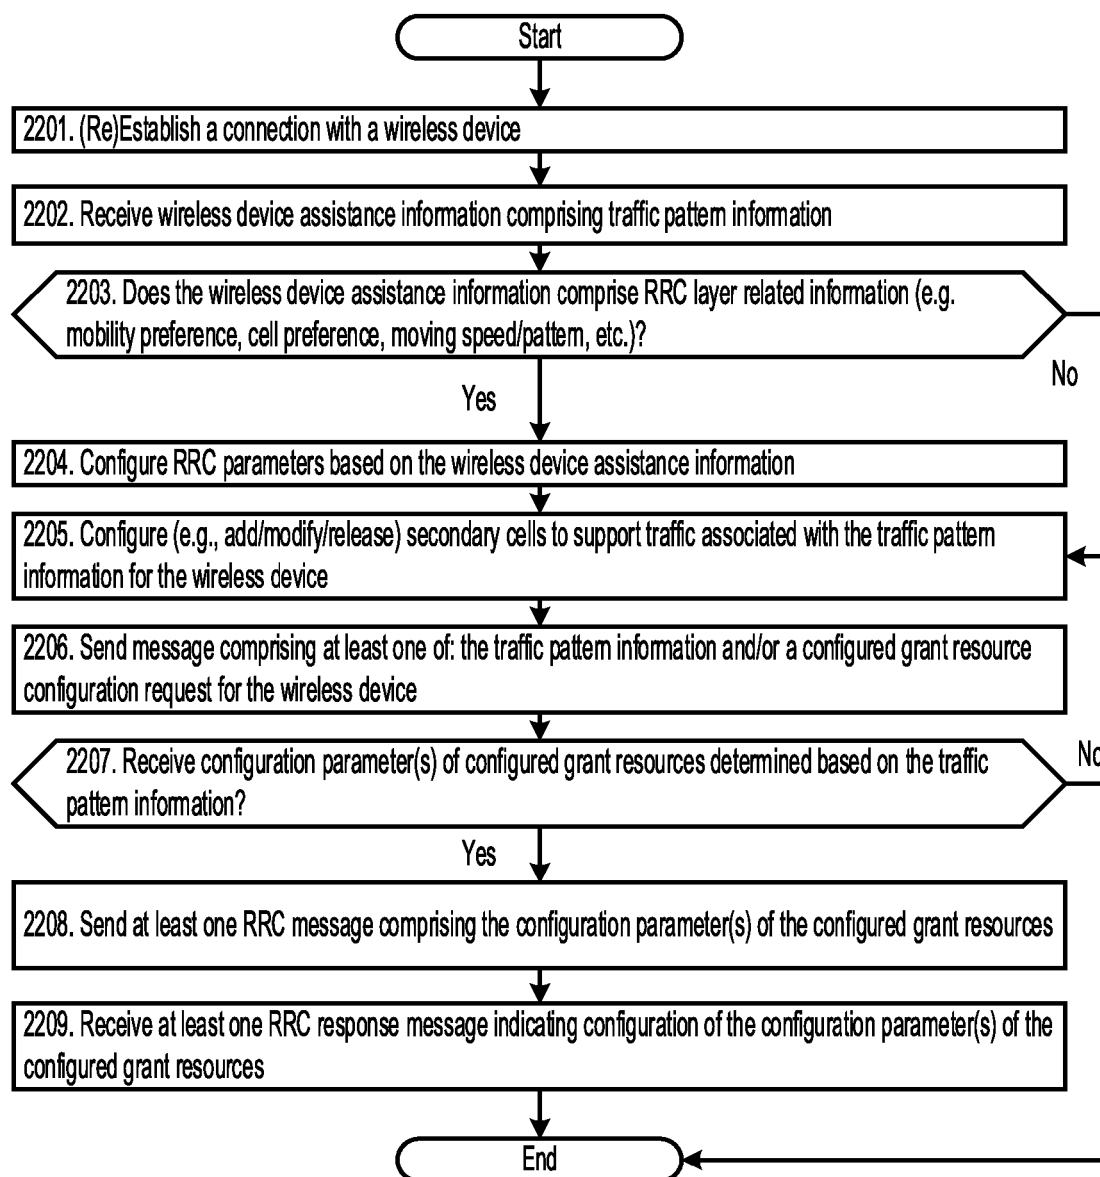 Start
2201. (Re)Establish a connection with a wireless device
2202. Receive wireless device assistance information comprising traffic pattern information
2203. Does the wireless device assistance information comprise RRC layer related information (e.g.
mobility preference, cell preference, moving speed/pattern, etc.)?
No
Yes
2204. Configure RRC parameters based on the wireless device assistance information
2205. Configure (e.g., add/modify/release) secondary cells to support traffic associated with the traffic pattern
information for the wireless device
2206. Send message comprising at least one of: the traffic pattern information and/or a configured grant resource
configuration request for the wireless device
2207. Receive configuration parameter(s) of configured grant resources determined based on the traffic
pattern information?
No
Yes
2208. Send at least one RRC message comprising the configuration parameter(s) of the configured grant resources
2209. Receive at least one RRC response message indicating configuration of the configuration parameter(s) of the
configured grant resources
End